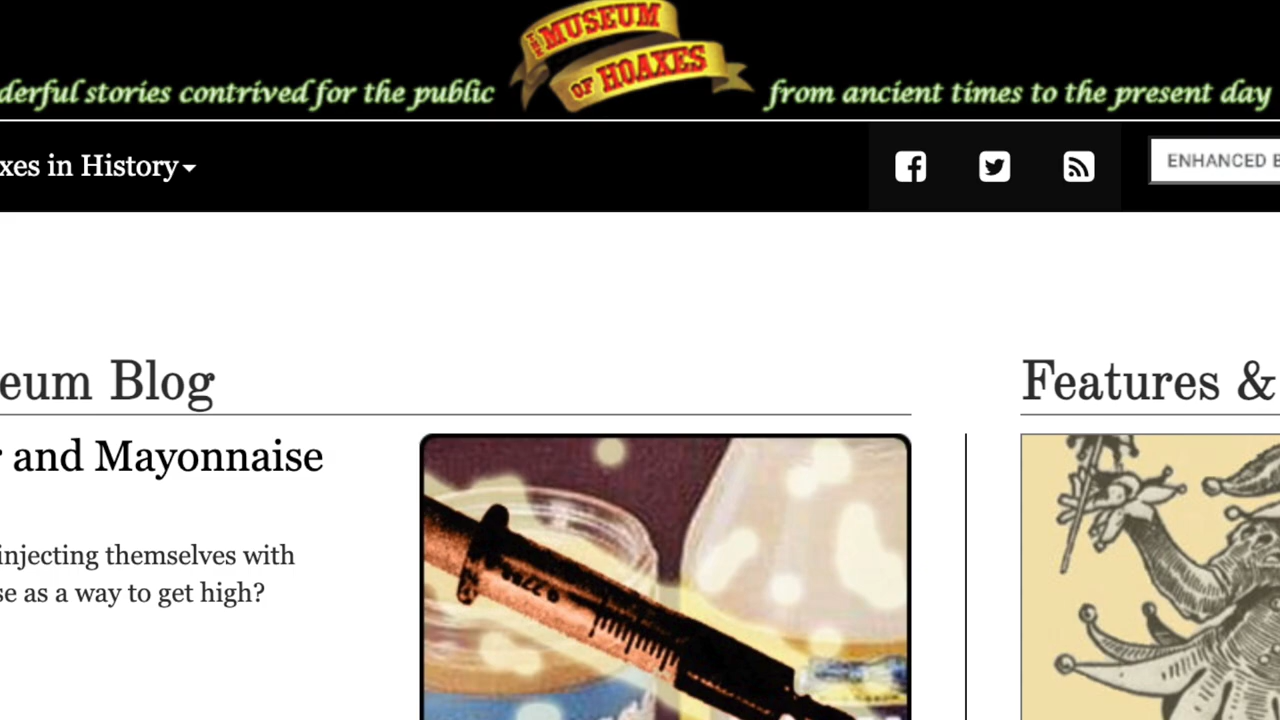 THE MUSEUM
OF HOAXES
derful stories contrived for the public
from ancient times to the present day
xes in History
ENHANCED B
eum Blog
Features &
r and Mayonnaise
injecting themselves with
se as a way to get high?